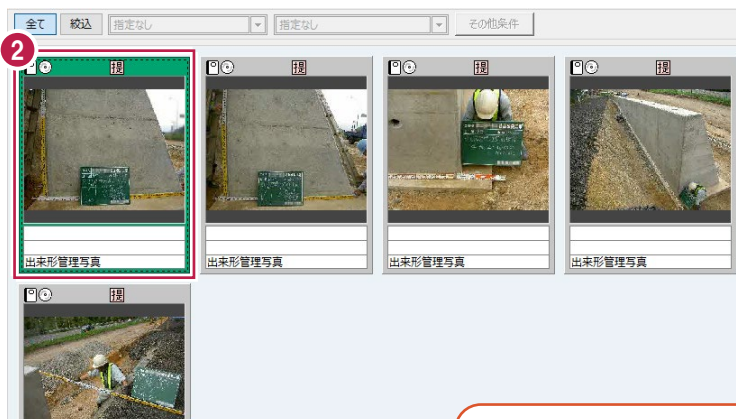 全て 絞込 指定なし 指定なし その他条件
2
提 提 提 提
出来形管理写真 出来形管理写真 出来形管理写真 出来形管理写真
提